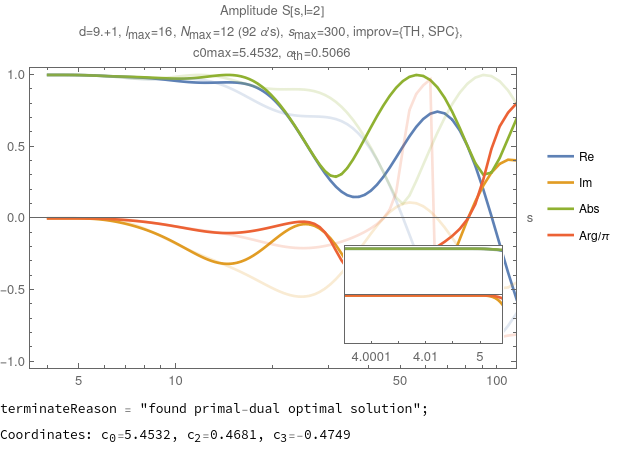 Amplitude S[s,l=2]
d=9.+1, lmax=16, Nmax=12 (92 α's), smax=300, improv={TH, SPC},
c0max=5.4532, αth=0.5066
1.0
0.5
0.0
-0.5
-1.0
5 10 50 100
s
4.0001 4.01 5
Re
Im
Abs
Arg/π
terminateReason = "found primal-dual optimal solution";
Coordinates: c0=5.4532, c2=0.4681, c3=-0.4749